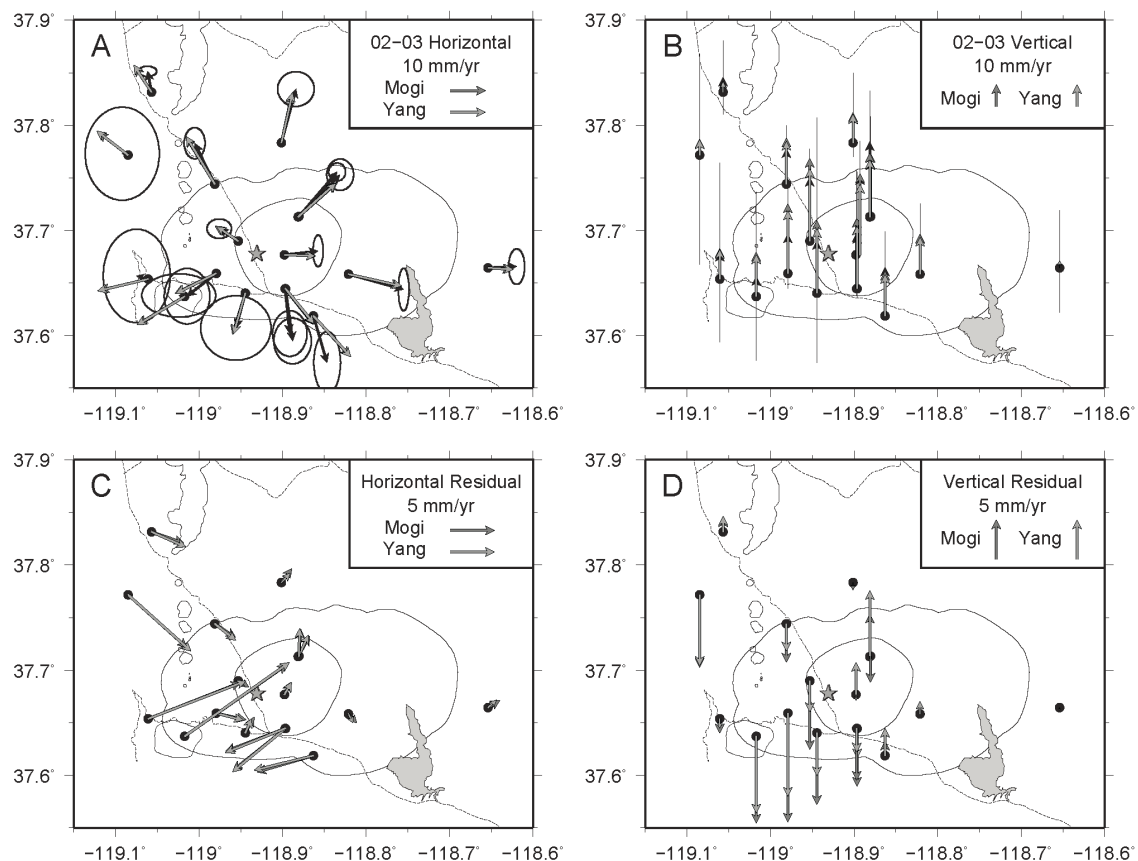 A
02−03 Horizontal
10 mm/yr
Mogi
Yang
37.9˚
37.8˚
37.7˚
37.6˚
−119.1˚ −119˚ −118.9˚ −118.8˚ −118.7˚ −118.6˚
B
02−03 Vertical
10 mm/yr
Mogi Yang
37.9˚
37.8˚
37.7˚
37.6˚
−119.1˚ −119˚ −118.9˚ −118.8˚ −118.7˚ −118.6˚
C
Horizontal Residual
5 mm/yr
Mogi
Yang
37.9˚
37.8˚
37.7˚
37.6˚
−119.1˚ −119˚ −118.9˚ −118.8˚ −118.7˚ −118.6˚
D
Vertical Residual
5 mm/yr
Mogi Yang
37.9˚
37.8˚
37.7˚
37.6˚
−119.1˚ −119˚ −118.9˚ −118.8˚ −118.7˚ −118.6˚